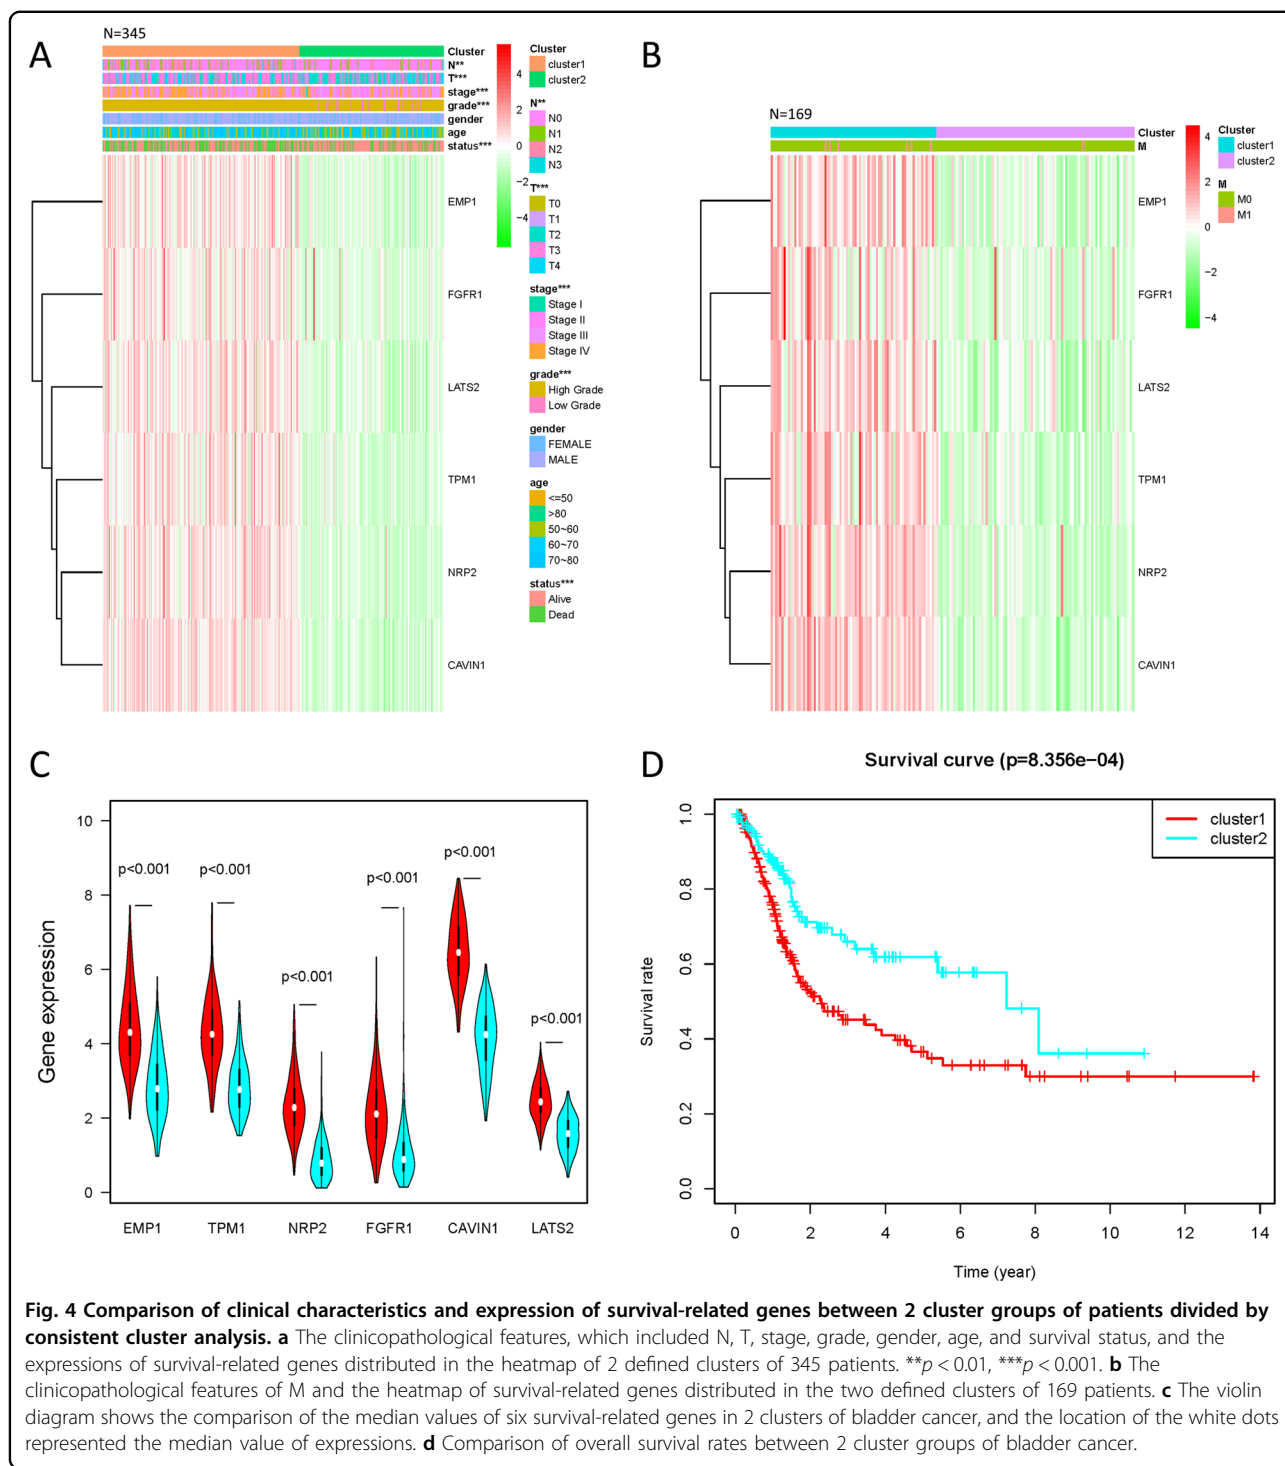 A
N=345
Cluster
N**
T***
stage***
grade***
gender
age
status***
4
2
0
−2
−4
EMP1
FGFR1
LATS2
TPM1
NRP2
CAVIN1
Cluster
cluster1
cluster2
N**
N0
N1
N2
N3
T***
T0
T1
T2
T3
T4
stage***
Stage I
Stage II
Stage III
Stage IV
grade***
High Grade
Low Grade
gender
FEMALE
MALE
age
<=50
>80
50~60
60~70
70~80
status***
Alive
Dead
B
N=169
Cluster
M
EMP1
FGFR1
LATS2
TPM1
NRP2
CAVIN1
4
2
0
−2
−4
Cluster
cluster1
cluster2
M
M0
M1
C
Gene expression
10
8
6
4
2
0
p<0.001
p<0.001
p<0.001
p<0.001
p<0.001
p<0.001
EMP1
TPM1
NRP2
FGFR1
CAVIN1
LATS2
D
Survival curve (p=8.356e−04)
cluster1
cluster2
Survival rate
1.0
0.8
0.6
0.4
0.2
0.0
0
2
4
6
8
10
12
14
Time (year)
Fig. 4 Comparison of clinical characteristics and expression of survival-related genes between 2 cluster groups of patients divided by
consistent cluster analysis. a The clinicopathological features, which included N, T, stage, grade, gender, age, and survival status, and the
expressions of survival-related genes distributed in the heatmap of 2 defined clusters of 345 patients. **p < 0.01, ***p < 0.001. b The
clinicopathological features of M and the heatmap of survival-related genes distributed in the two defined clusters of 169 patients. c The violin
diagram shows the comparison of the median values of six survival-related genes in 2 clusters of bladder cancer, and the location of the white dots
represented the median value of expressions. d Comparison of overall survival rates between 2 cluster groups of bladder cancer.